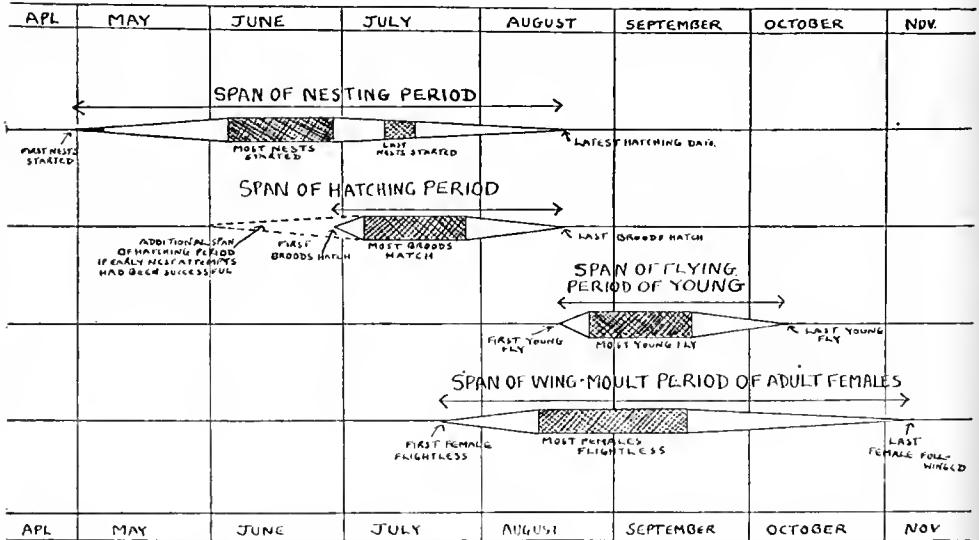 APL MAY JUNE JULY AUGUST SEPTEMBER OCTOBER NOV.
SPAN OF NESTING PERIOD
FIRST NESTS
STARTED
MOST NESTS
STARTED
LAST
NESTS STARTED
LATEST HATCHING DATE.
SPAN OF HATCHING PERIOD
ADDITIONAL SPAN
OF HATCHING PERIOD
IF EARLY NEST ATTEMPTS
HAD BEEN SUCCESSFUL
FIRST
BROODS HATCH
MOST BROODS
HATCH
LAST BROODS HATCH
SPAN OF FLYING
PERIOD OF YOUNG
FIRST YOUNG
FLY
MOST YOUNG FLY
LAST YOUNG
FLY
SPAN OF WING-MOULT PERIOD OF ADULT FEMALES
FIRST FEMALE
FLIGHTLESS
MOST FEMALES
FLIGHTLESS
LAST
FEMALE FULL-
WINGED
APL MAY JUNE JULY AUGUST SEPTEMBER OCTOBER NOV